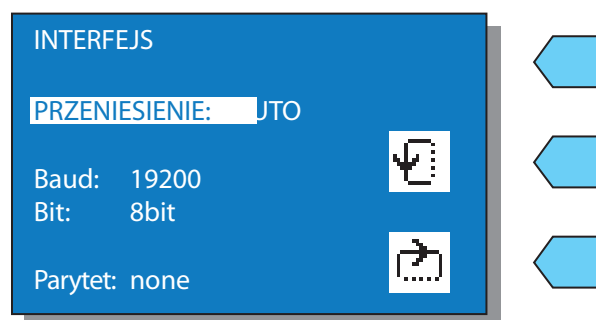 INTERFEJS
PRZENIESIENIE: UTO
Baud: 19200
Bit: 8bit
Parytet: none